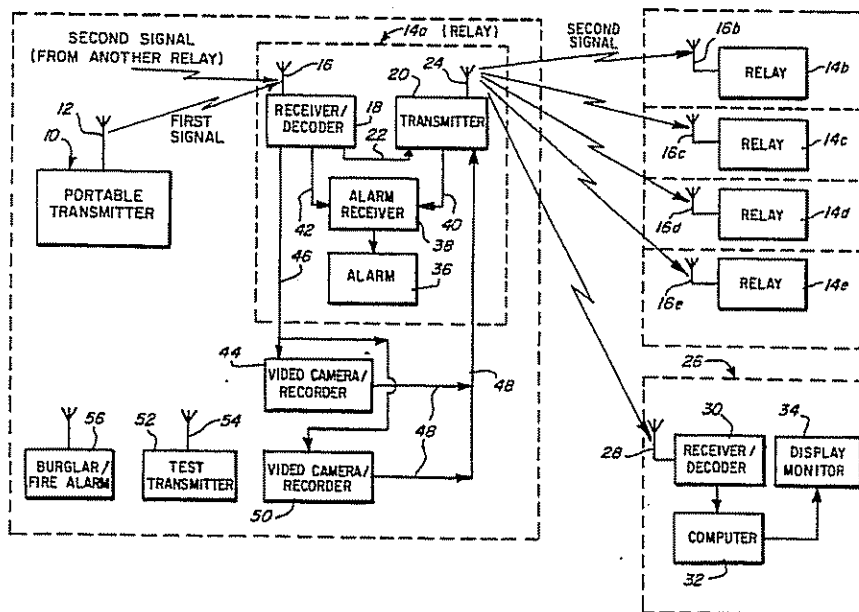 SECOND SIGNAL
(FROM ANOTHER RELAY)
FIRST
SIGNAL
12
10
PORTABLE
TRANSMITTER
14a (RELAY)
16
24
20
RECEIVER/
DECODER
18
TRANSMITTER
22
42
40
ALARM
RECEIVER
38
ALARM
36
46
44
VIDEO CAMERA/
RECORDER
48
48
VIDEO CAMERA/
RECORDER
50
48
56
BURGLAR/
FIRE ALARM
52
54
TEST
TRANSMITTER
SECOND
SIGNAL
16b
RELAY
14b
16c
RELAY
14c
16d
RELAY
14d
16e
RELAY
14e
26
28
30
RECEIVER/
DECODER
34
DISPLAY
MONITOR
COMPUTER
32